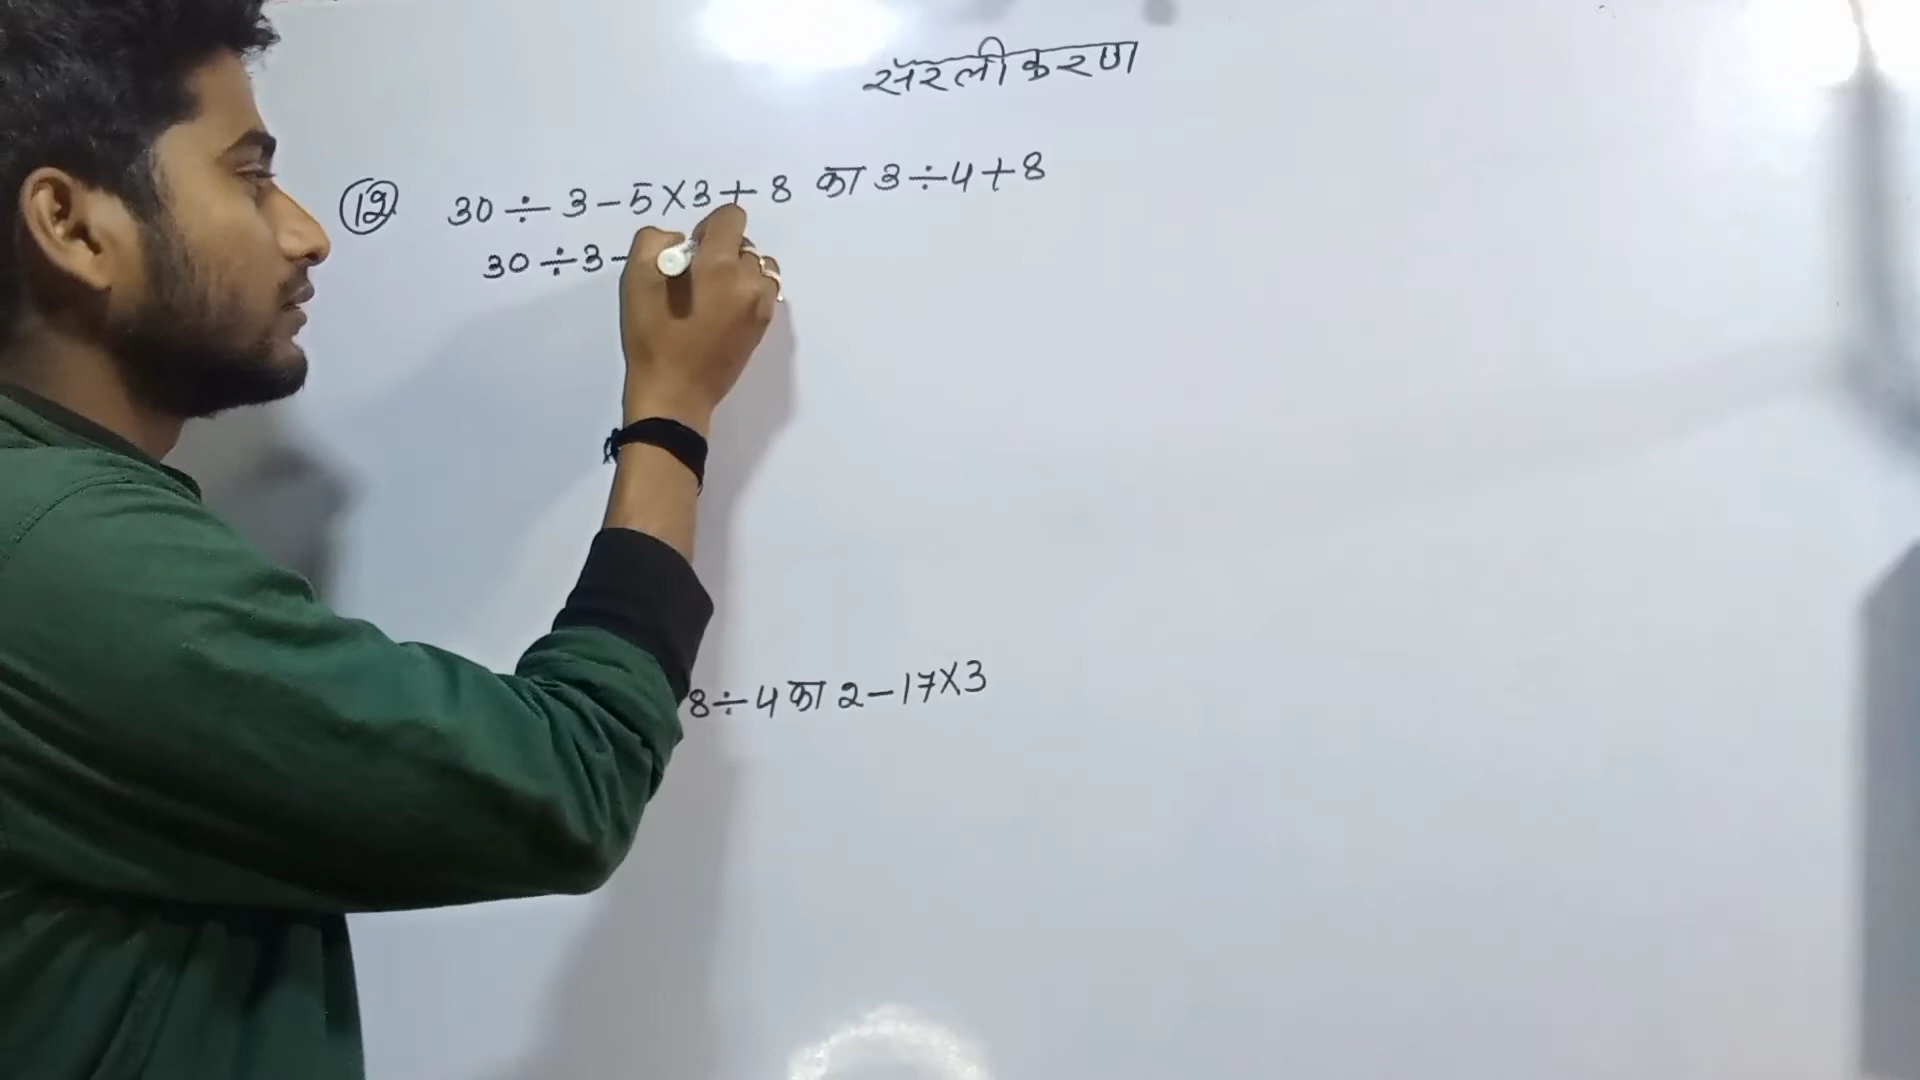 सरलीकरण
(12) 30 ÷ 3 - 5 X 3 + 8 का 3 ÷ 4 + 8
30 ÷ 3 -
8 ÷ 4 का 2 - 17 X 3